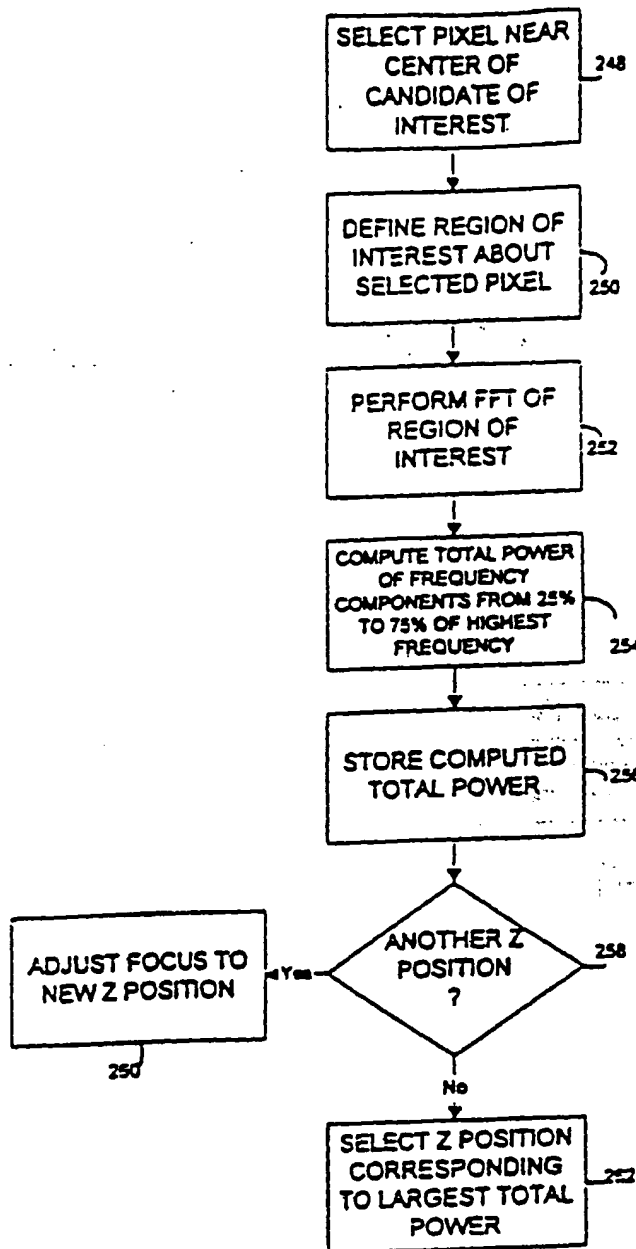 SELECT PIXEL NEAR
CENTER OF
CANDIDATE OF
INTEREST
248
DEFINE REGION OF
INTEREST ABOUT
SELECTED PIXEL
250
PERFORM FFT OF
REGION OF
INTEREST
252
COMPUTE TOTAL POWER
OF FREQUENCY
COMPONENTS FROM 25%
TO 75% OF HIGHEST
FREQUENCY
254
STORE COMPUTED
TOTAL POWER
256
ANOTHER Z
POSITION
?
258
Yes
ADJUST FOCUS TO
NEW Z POSITION
250
No
SELECT Z POSITION
CORRESPONDING
TO LARGEST TOTAL
POWER
252